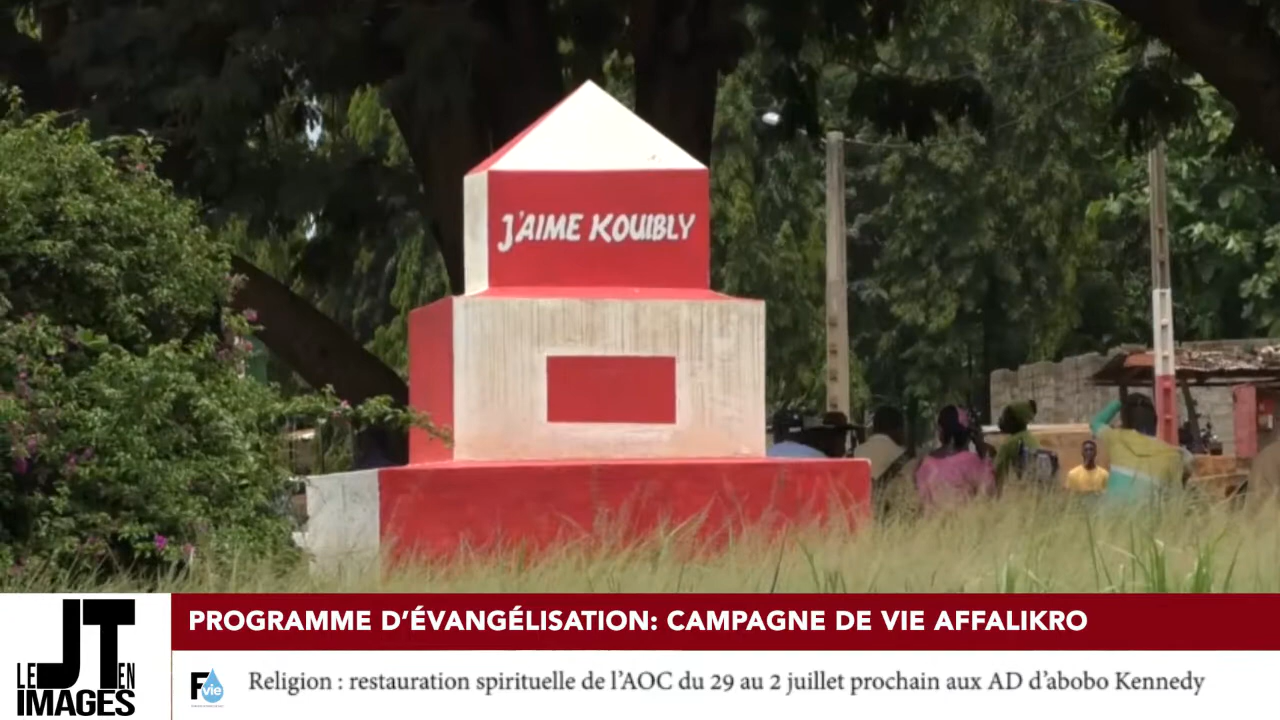 J'AIME KOUIBLY
PROGRAMME D'ÉVANGÉLISATION: CAMPAGNE DE VIE AFFALIKRO
LE JT EN
IMAGES
Fvie
Religion : restauration spirituelle de l'AOC du 29 au 2 juillet prochain aux AD d'abobo Kennedy